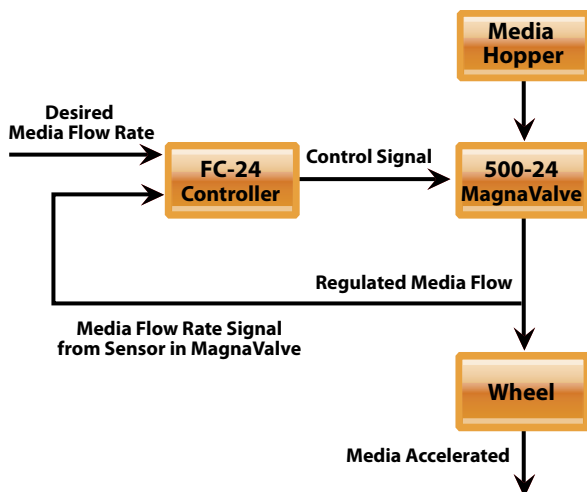 Media
Hopper
Desired
Media Flow Rate
FC-24
Controller
Control Signal
500-24
MagnaValve
Regulated Media Flow
Media Flow Rate Signal
from Sensor in MagnaValve
Wheel
Media Accelerated